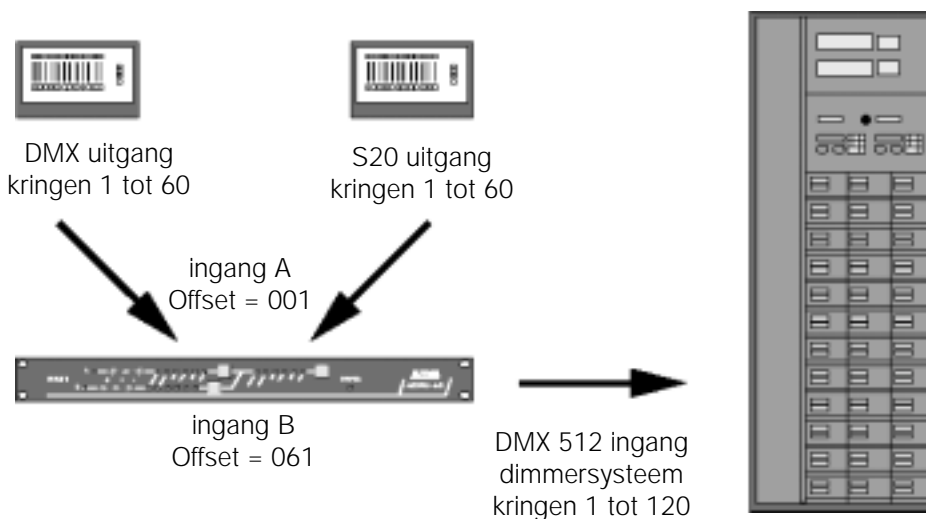 DMX uitgang
kringen 1 tot 60
S20 uitgang
kringen 1 tot 60
ingang A
Offset = 001
ingang B
Offset = 061
DMX 512 ingang
dimmersysteem
kringen 1 tot 120